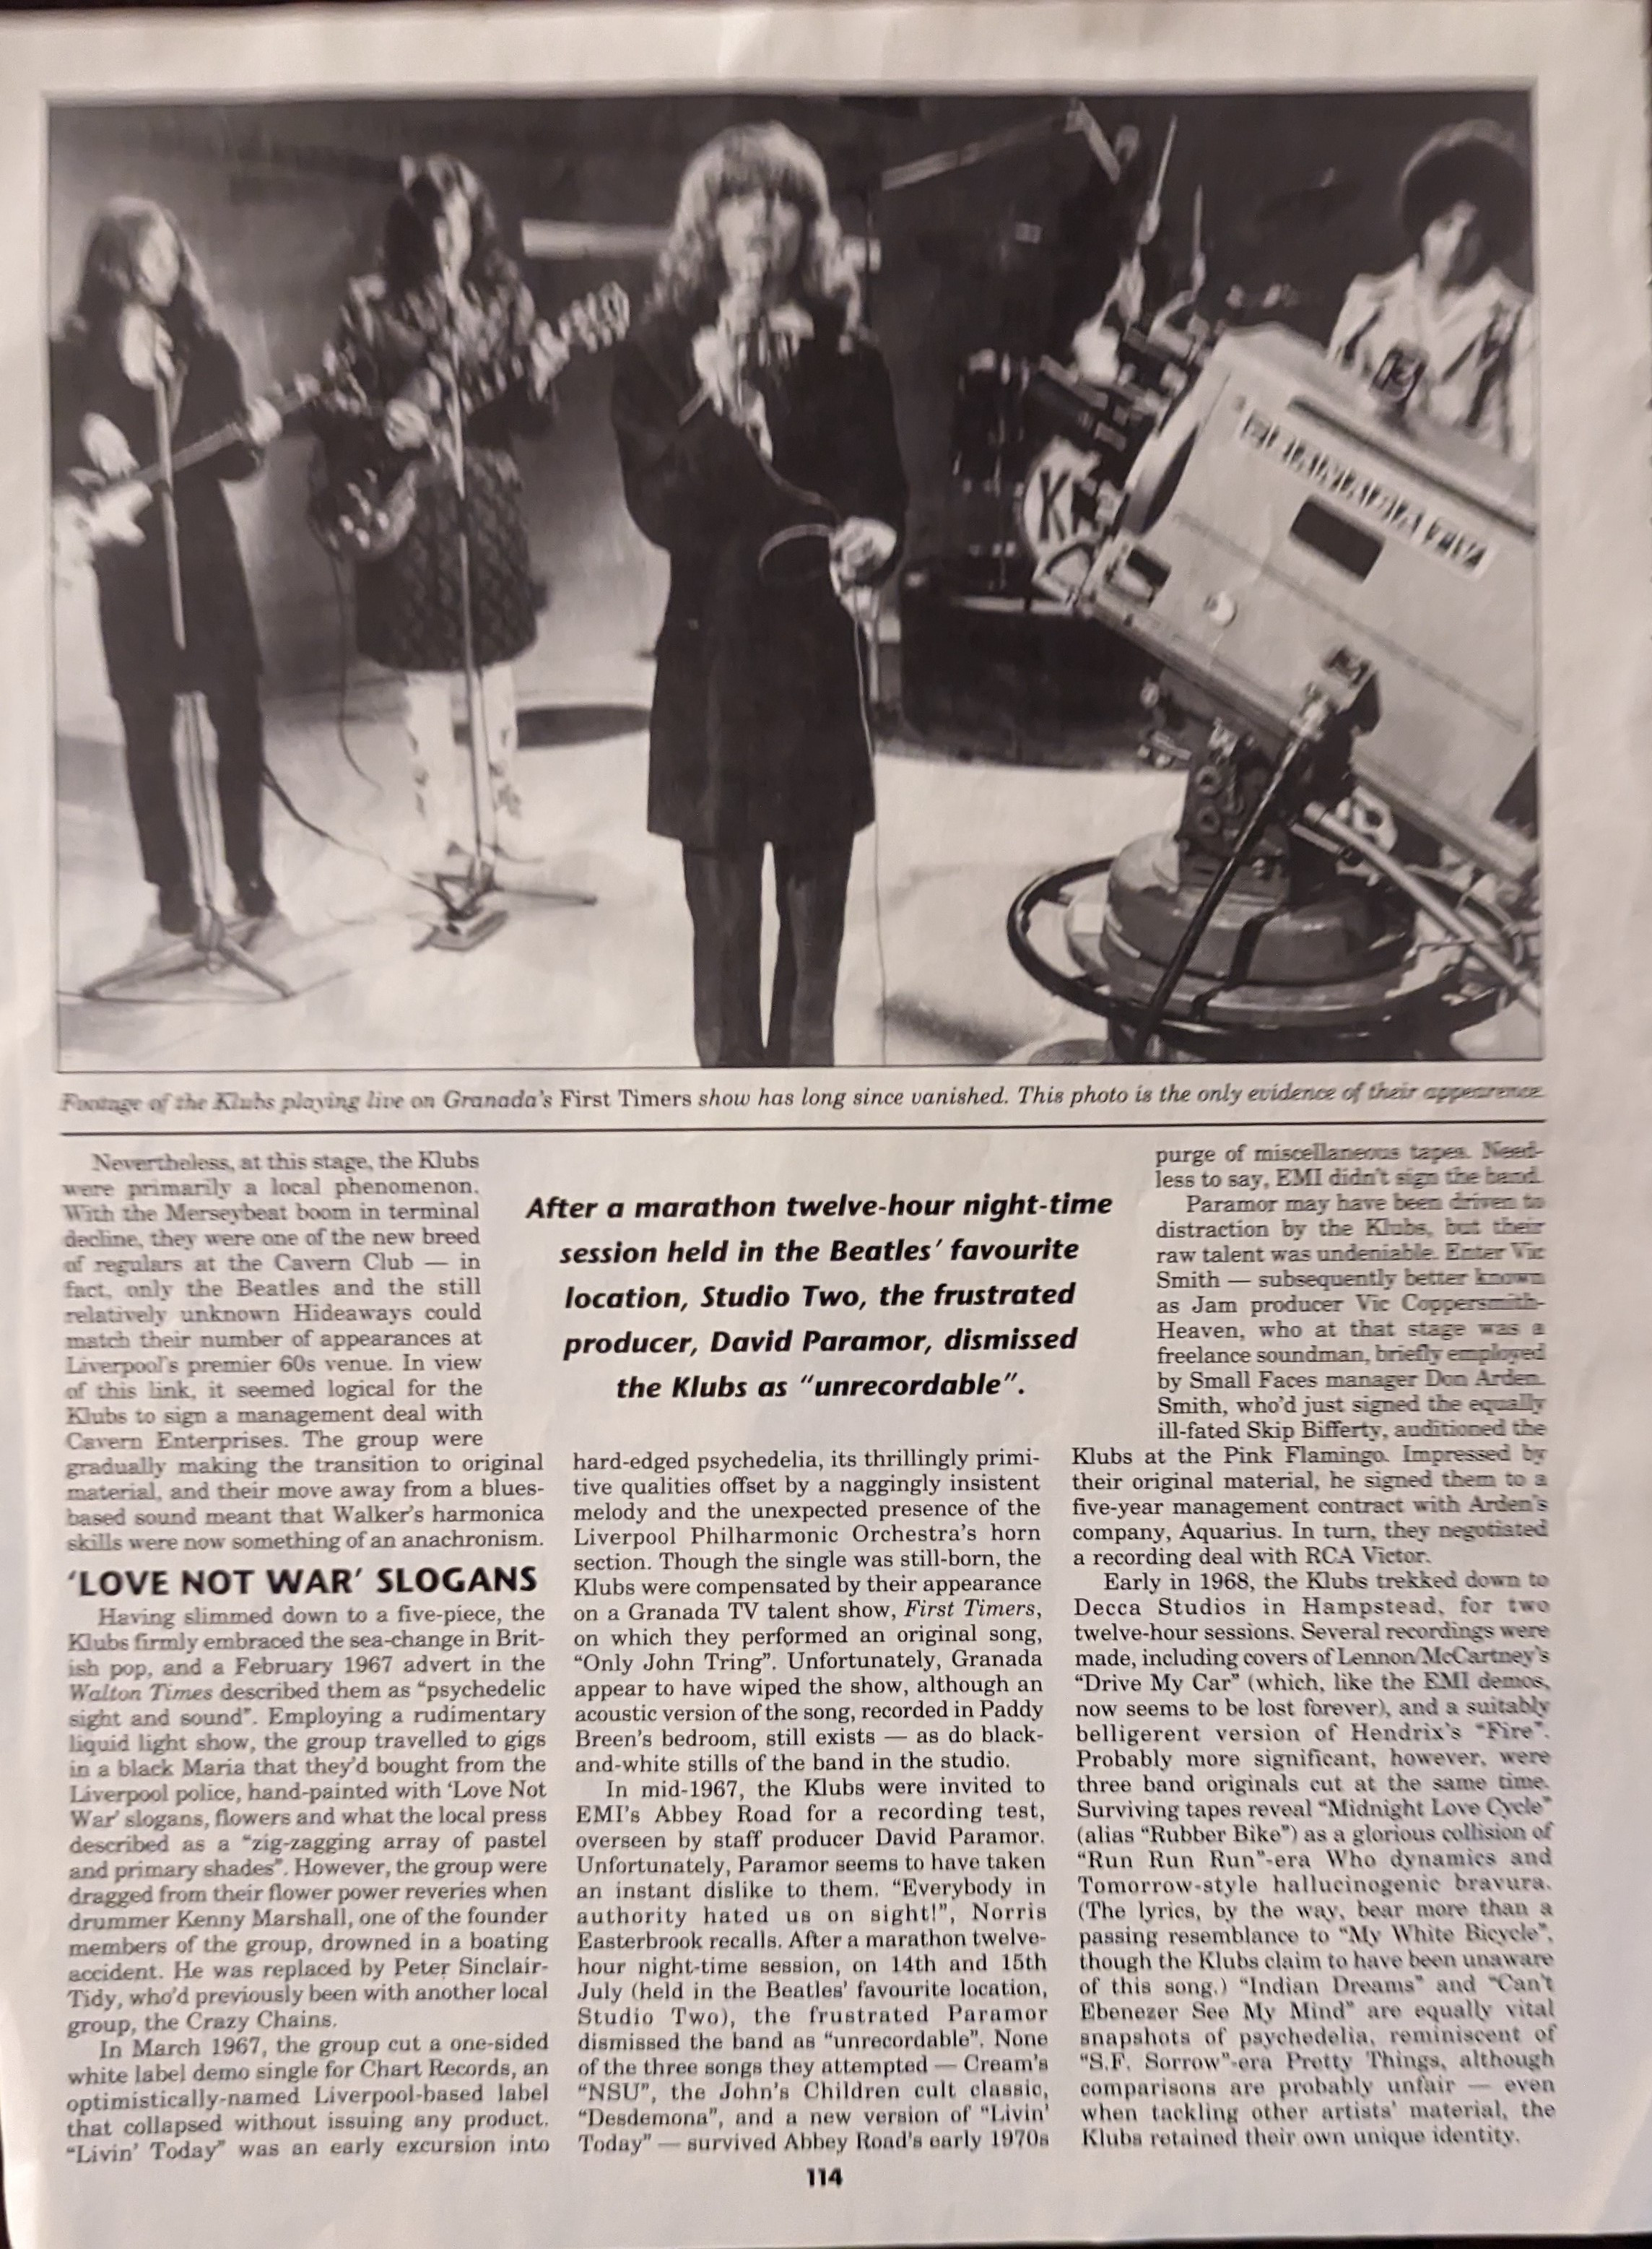 K
GRANADA TV
Footage of the Klubs playing live on Granada's First Timers show has long since vanished. This photo is the only evidence of their appearence.
Nevertheless, at this stage, the Klubs
were primarily a local phenomenon.
With the Merseybeat boom in terminal
decline, they were one of the new breed
of regulars at the Cavern Club — in
fact, only the Beatles and the still
relatively unknown Hideaways could
match their number of appearances at
Liverpool's premier 60s venue. In view
of this link, it seemed logical for the
Klubs to sign a management deal with
Cavern Enterprises. The group were
gradually making the transition to original
material, and their move away from a blues-
based sound meant that Walker's harmonica
skills were now something of an anachronism.
'LOVE NOT WAR' SLOGANS
Having slimmed down to a five-piece, the
Klubs firmly embraced the sea-change in Brit-
ish pop, and a February 1967 advert in the
Walton Times described them as "psychedelic
sight and sound". Employing a rudimentary
liquid light show, the group travelled to gigs
in a black Maria that they'd bought from the
Liverpool police, hand-painted with 'Love Not
War' slogans, flowers and what the local press
described as a "zig-zagging array of pastel
and primary shades". However, the group were
dragged from their flower power reveries when
drummer Kenny Marshall, one of the founder
members of the group, drowned in a boating
accident. He was replaced by Peter Sinclair-
Tidy, who'd previously been with another local
group, the Crazy Chains.
In March 1967, the group cut a one-sided
white label demo single for Chart Records, an
optimistically-named Liverpool-based label
that collapsed without issuing any product.
"Livin' Today" was an early excursion into
After a marathon twelve-hour night-time
session held in the Beatles' favourite
location, Studio Two, the frustrated
producer, David Paramor, dismissed
the Klubs as "unrecordable".
hard-edged psychedelia, its thrillingly primi-
tive qualities offset by a naggingly insistent
melody and the unexpected presence of the
Liverpool Philharmonic Orchestra's horn
section. Though the single was still-born, the
Klubs were compensated by their appearance
on a Granada TV talent show, First Timers,
on which they performed an original song,
"Only John Tring". Unfortunately, Granada
appear to have wiped the show, although an
acoustic version of the song, recorded in Paddy
Breen's bedroom, still exists — as do black-
and-white stills of the band in the studio.
In mid-1967, the Klubs were invited to
EMI's Abbey Road for a recording test,
overseen by staff producer David Paramor.
Unfortunately, Paramor seems to have taken
an instant dislike to them. "Everybody in
authority hated us on sight!", Norris
Easterbrook recalls. After a marathon twelve-
hour night-time session, on 14th and 15th
July (held in the Beatles' favourite location,
Studio Two), the frustrated Paramor
dismissed the band as "unrecordable". None
of the three songs they attempted — Cream's
"NSU", the John's Children cult classic,
"Desdemona", and a new version of "Livin'
Today" — survived Abbey Road's early 1970s
purge of miscellaneous tapes. Need-
less to say, EMI didn't sign the band.
Paramor may have been driven to
distraction by the Klubs, but their
raw talent was undeniable. Enter Vic
Smith — subsequently better known
as Jam producer Vic Coppersmith-
Heaven, who at that stage was a
freelance soundman, briefly employed
by Small Faces manager Don Arden.
Smith, who'd just signed the equally
ill-fated Skip Bifferty, auditioned the
Klubs at the Pink Flamingo. Impressed by
their original material, he signed them to a
five-year management contract with Arden's
company, Aquarius. In turn, they negotiated
a recording deal with RCA Victor.
Early in 1968, the Klubs trekked down to
Decca Studios in Hampstead, for two
twelve-hour sessions. Several recordings were
made, including covers of Lennon/McCartney's
"Drive My Car" (which, like the EMI demos,
now seems to be lost forever), and a suitably
belligerent version of Hendrix's "Fire".
Probably more significant, however, were
three band originals cut at the same time.
Surviving tapes reveal "Midnight Love Cycle"
(alias "Rubber Bike") as a glorious collision of
"Run Run Run"-era Who dynamics and
Tomorrow-style hallucinogenic bravura.
(The lyrics, by the way, bear more than a
passing resemblance to "My White Bicycle",
though the Klubs claim to have been unaware
of this song.) "Indian Dreams" and "Can't
Ebenezer See My Mind" are equally vital
snapshots of psychedelia, reminiscent of
"S.F. Sorrow"-era Pretty Things, although
comparisons are probably unfair — even
when tackling other artists' material, the
Klubs retained their own unique identity.
114